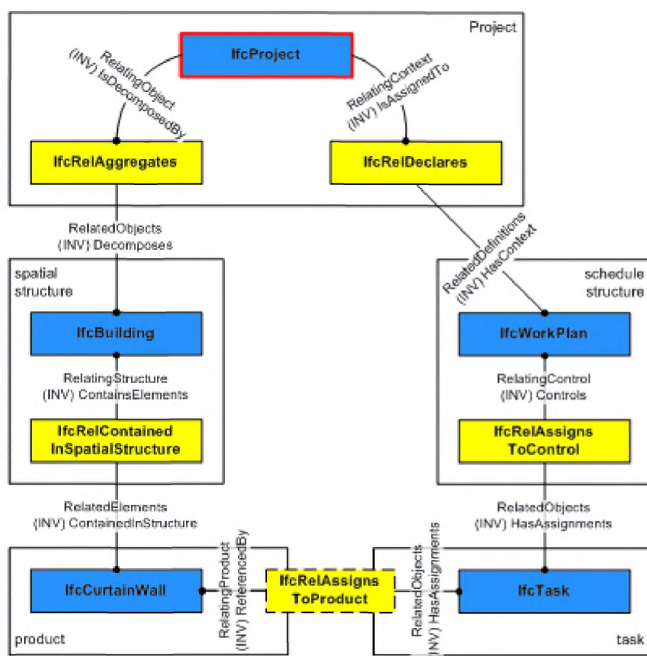 Project
IfcProject
RelatingObject
(INV) IsDecomposedBy
RelatingContext
(INV) IsAssignedTo
IfcRelAggregates
IfcRelDeclares
RelatedObjects
(INV) Decomposes
RelatedDefinitions
(INV) HasContext
spatial
structure
schedule
structure
IfcBuilding
IfcWorkPlan
RelatingStructure
(INV) ContainsElements
RelatingControl
(INV) Controls
IfcRelContained
InSpatialStructure
IfcRelAssigns
ToControl
RelatedElements
(INV) ContainedInStructure
RelatedObjects
(INV) HasAssignments
IfcCurtainWall
RelatingProduct
(INV) ReferencedBy
IfcRelAssigns
ToProduct
RelatedObjects
(INV) HasAssignments
IfcTask
product
task